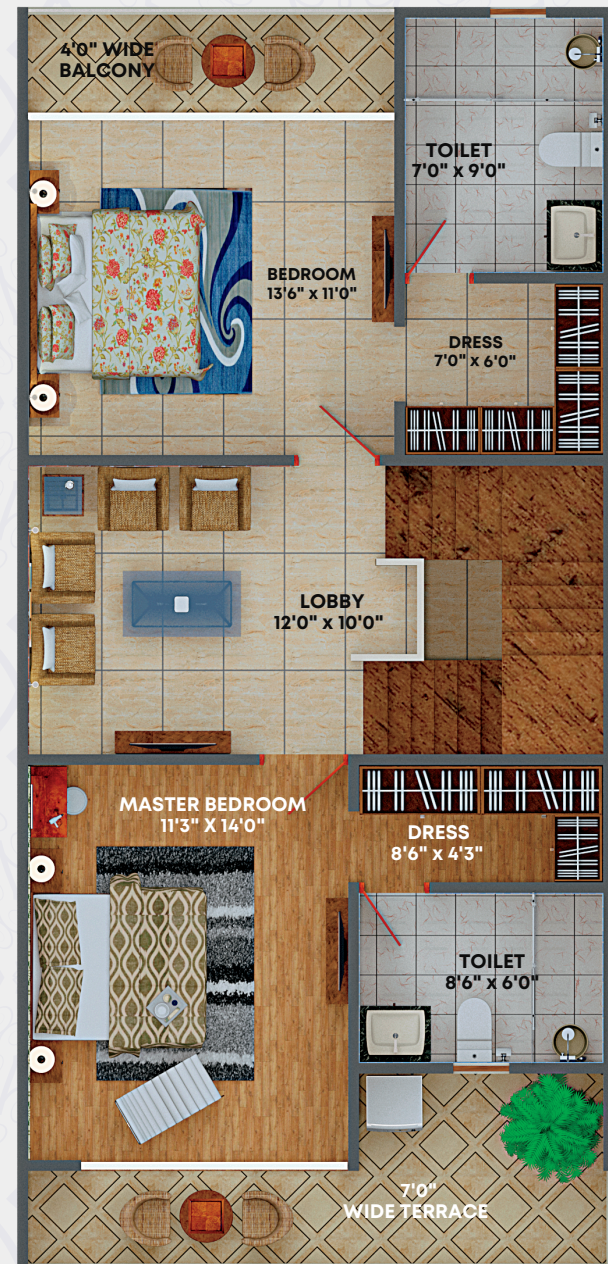 4'0" WIDE
BALCONY
TOILET
7'0" x 9'0"
BEDROOM
13'6" x 11'0"
DRESS
7'0" x 6'0"
LOBBY
12'0" x 10'0"
MASTER BEDROOM
11'3" X 14'0"
DRESS
8'6" x 4'3"
TOILET
8'6" x 6'0"
7'0"
WIDE TERRACE